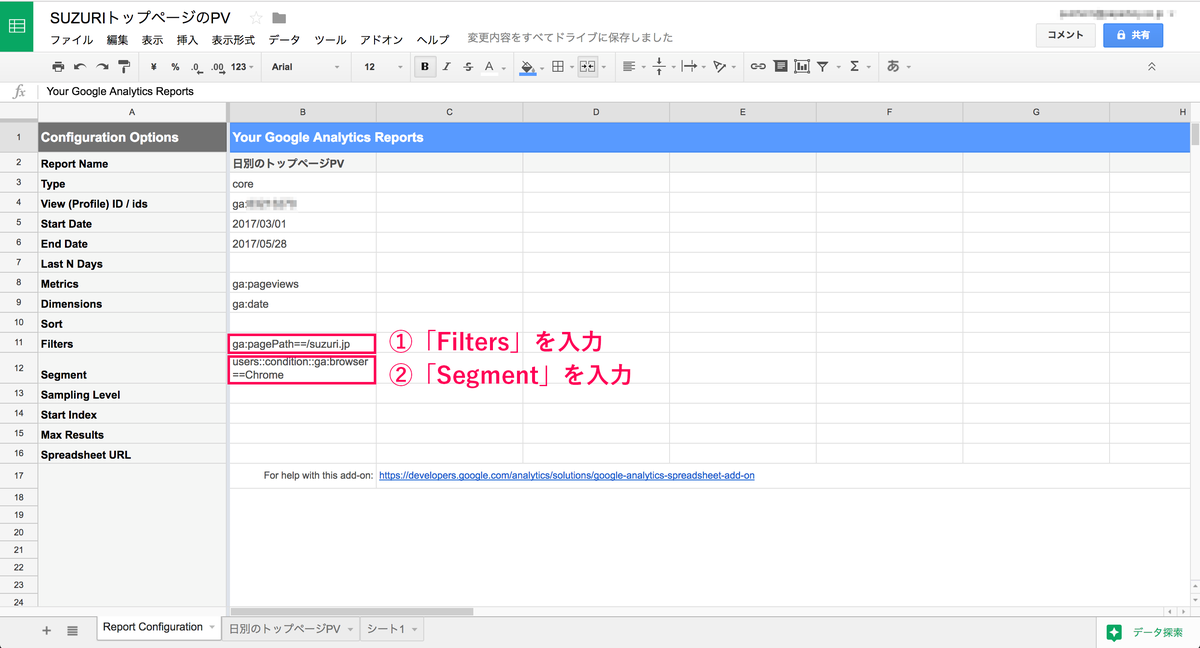 SUZURIトップページのPV
ファイル 編集 表示 挿入 表示形式 データ ツール アドオン ヘルプ 変更内容をすべてドライブに保存しました
コメント 共有
¥ % .0 .00 123 Arial 12 B I S A Σ あ
fx Your Google Analytics Reports
A B C D E F G H
1 Configuration Options Your Google Analytics Reports
2 Report Name 日別のトップページPV
3 Type core
4 View (Profile) ID / ids ga:
5 Start Date 2017/03/01
6 End Date 2017/05/28
7 Last N Days
8 Metrics ga:pageviews
9 Dimensions ga:date
10 Sort
11 Filters ga:pagePath==/suzuri.jp ①「Filters」を入力
12 Segment users::condition::ga:browser
==Chrome ②「Segment」を入力
13 Sampling Level
14 Start Index
15 Max Results
16 Spreadsheet URL
17 For help with this add-on: https://developers.google.com/analytics/solutions/google-analytics-spreadsheet-add-on
18
19
20
21
22
23
24
Report Configuration 日別のトップページPV シート1 データ探索